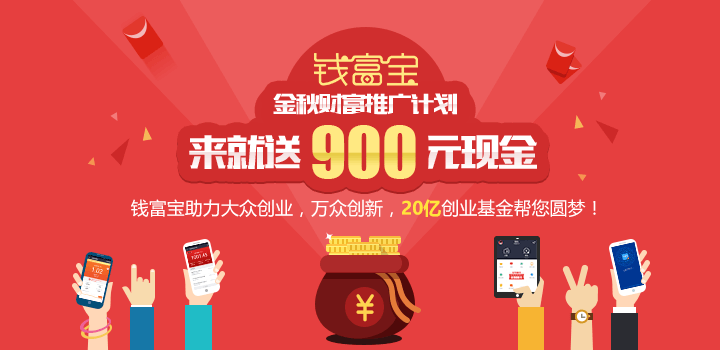 钱富宝
金秋财富推广计划
来就送900元现金
钱富宝助力大众创业，万众创新，20亿创业基金帮您圆梦！
¥